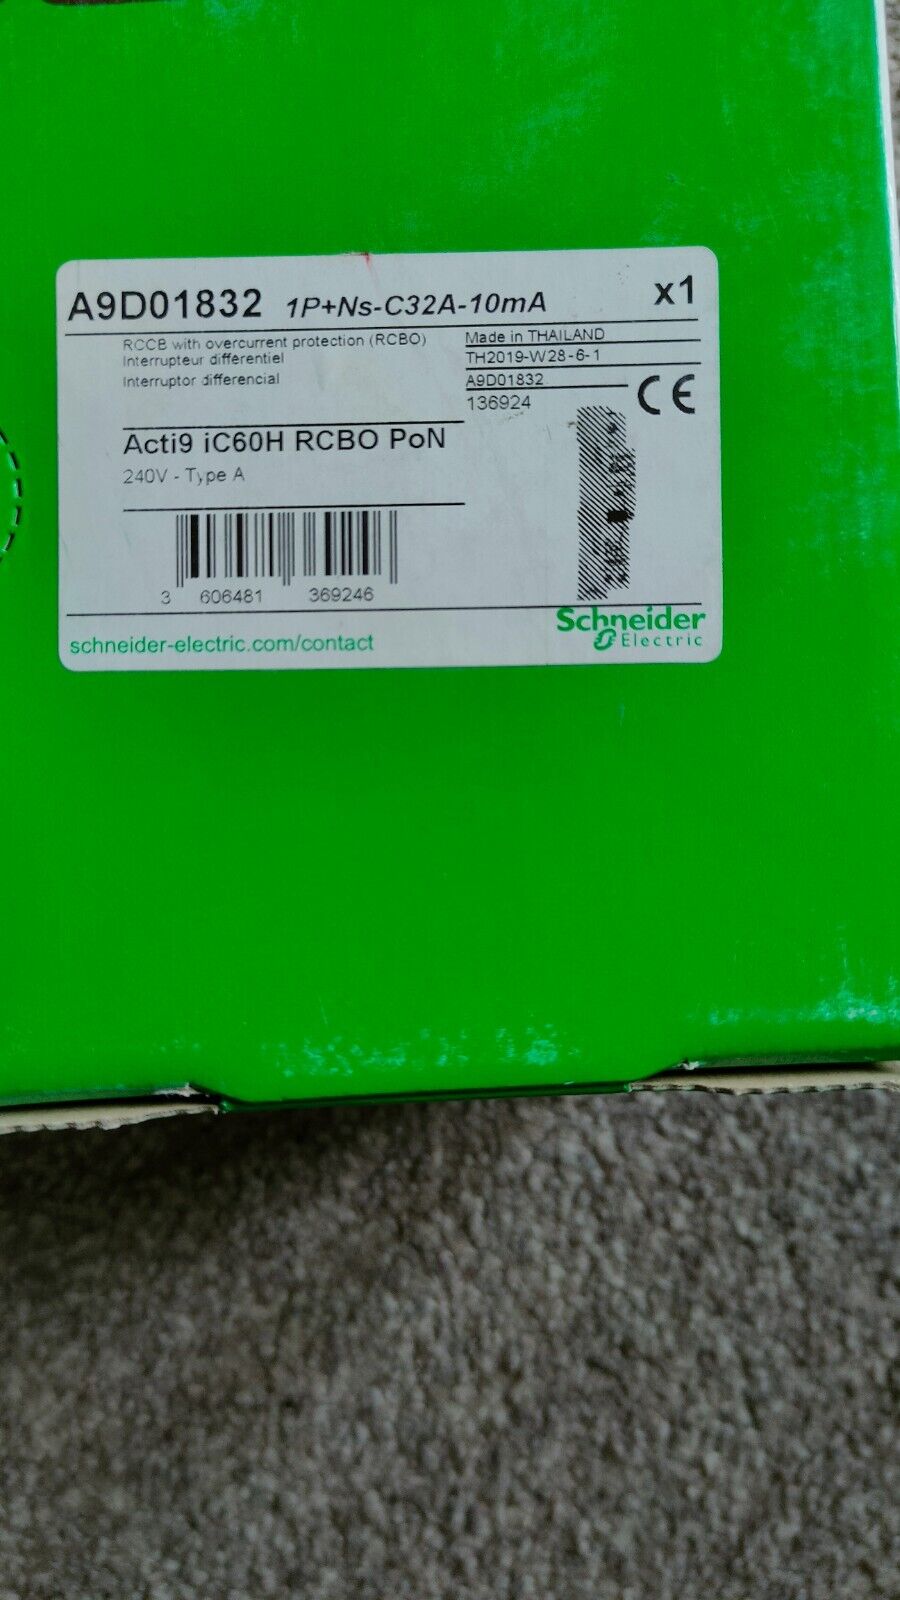 A9D01832 1P+Ns-C32A-10mA x1
RCCB with overcurrent protection (RCBO)
Interrupteur différentiel
Interruptor differencial
Made in THAILAND
TH2019-W28-6-1
A9D01832
136924
CE
Acti9 iC60H RCBO PoN
240V - Type A
3 606481 369246
schneider-electric.com/contact
Schneider
Electric